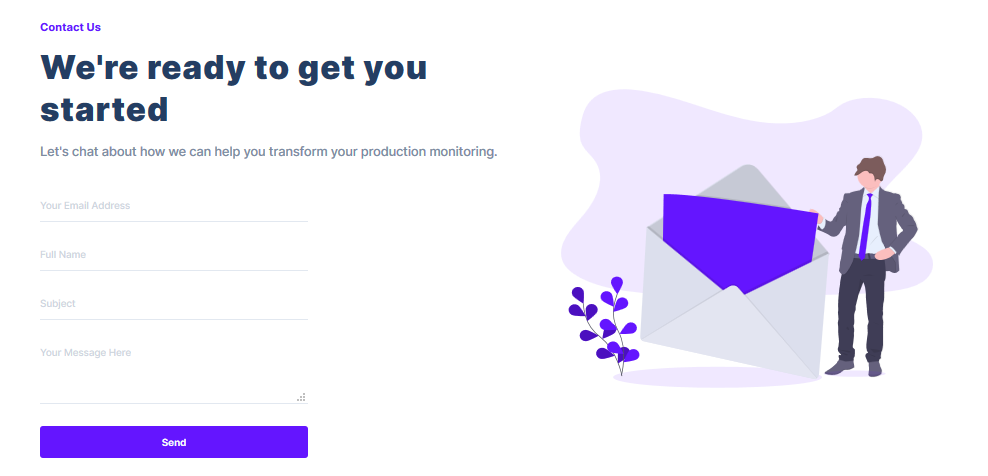 Contact Us
We're ready to get you
started
Let's chat about how we can help you transform your production monitoring.
Your Email Address
Full Name
Subject
Your Message Here
Send